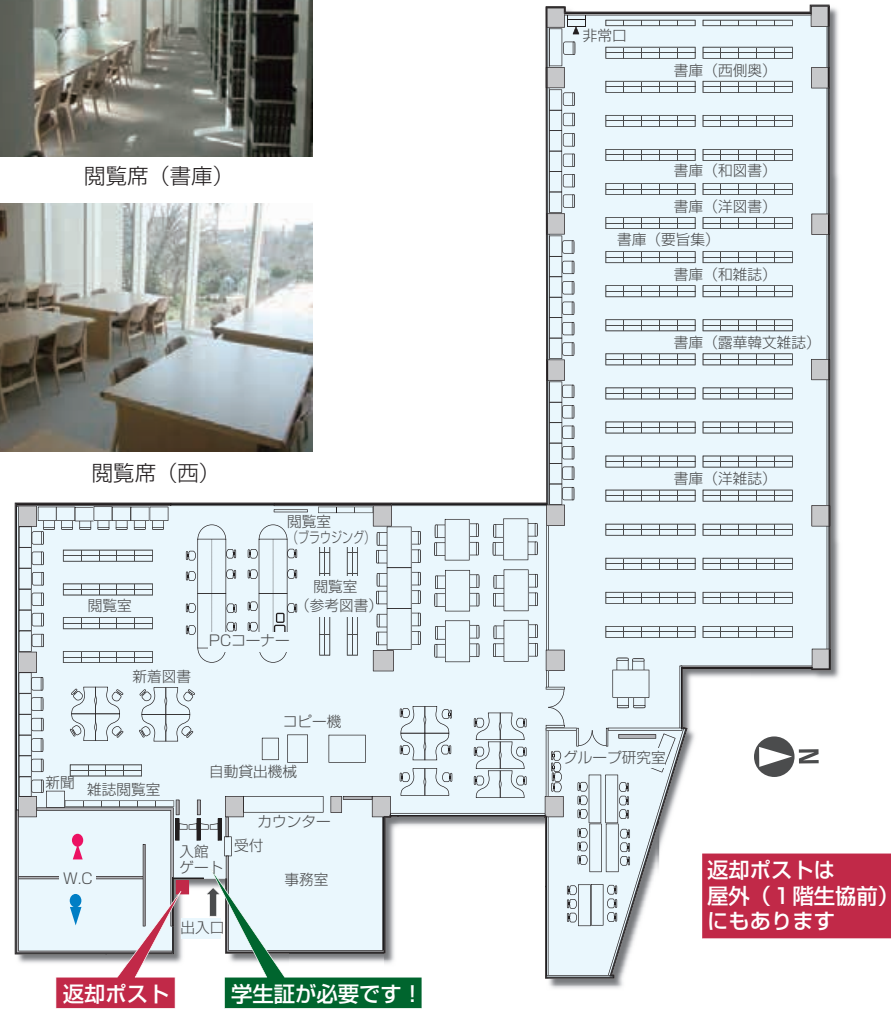 閲覧席（書庫）
閲覧席（西）
非常口
書庫（西側奥）
書庫（和図書）
書庫（洋図書）
書庫（要旨集）
書庫（和雑誌）
書庫（露華韓文雑誌）
書庫（洋雑誌）
閲覧室
（ブラウジング）
閲覧室
（参考図書）
閲覧室
PCコーナー
新着図書
コピー機
自動貸出機械
新聞
雑誌閲覧室
グループ研究室
N
カウンター
受付
入館
ゲート
W.C
事務室
出入口
返却ポスト
学生証が必要です！
返却ポストは
屋外（１階生協前）
にもあります